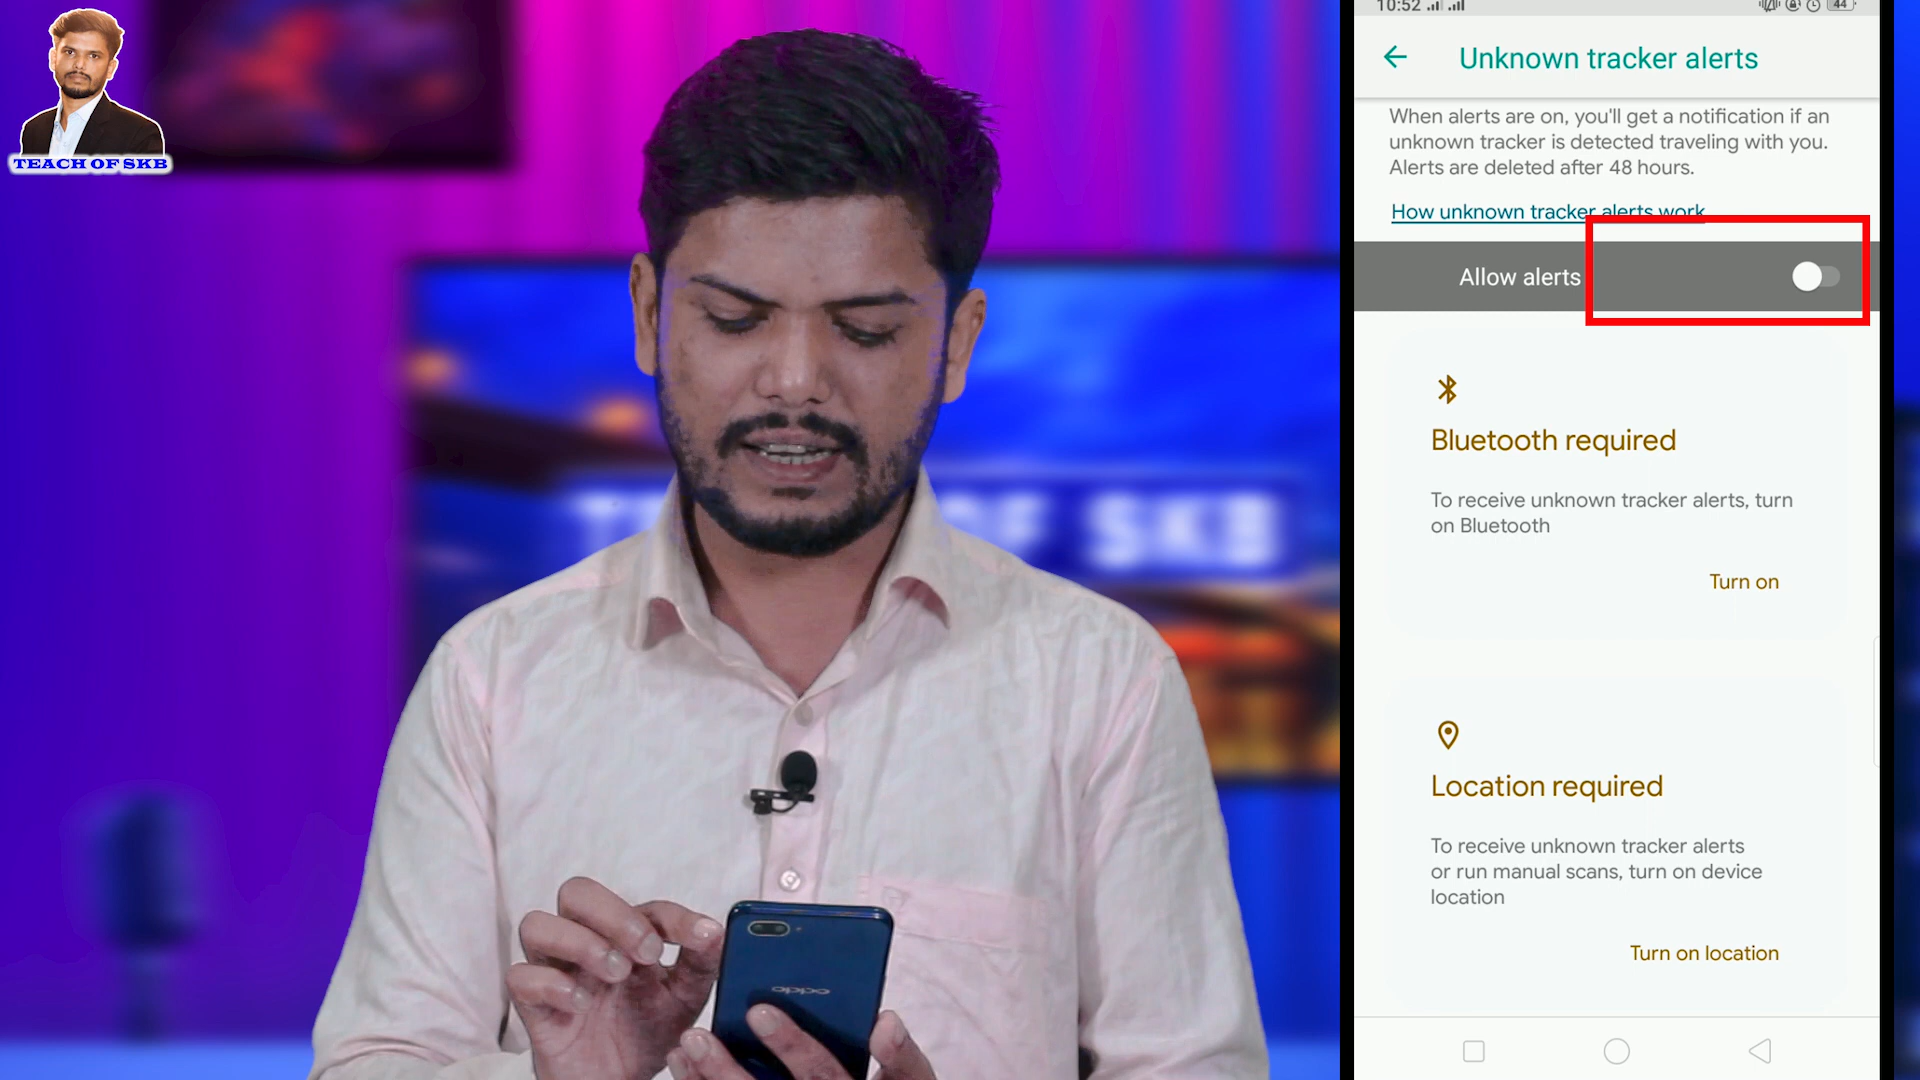 TEACH OF SKB
OF SKB
oppo
10:52
44
Unknown tracker alerts
When alerts are on, you'll get a notification if an
unknown tracker is detected traveling with you.
Alerts are deleted after 48 hours.
How unknown tracker alerts work
Allow alerts
Bluetooth required
To receive unknown tracker alerts, turn
on Bluetooth
Turn on
Location required
To receive unknown tracker alerts
or run manual scans, turn on device
location
Turn on location